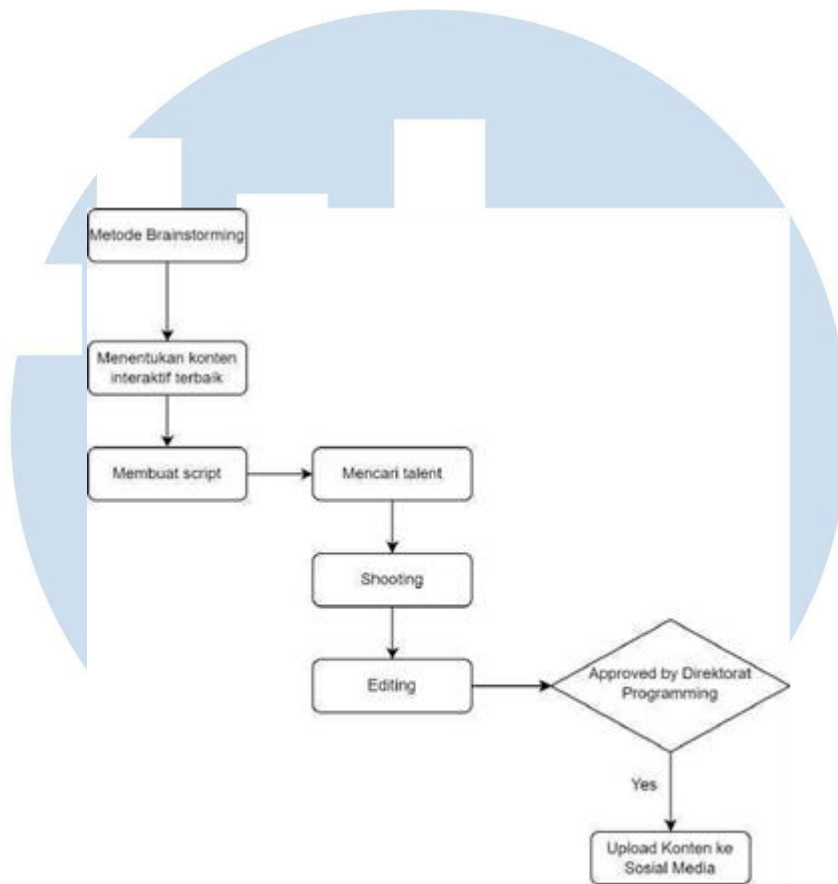 Metode Brainstorming
Menentukan konten
interaktif terbaik
Membuat script
Mencari talent
Shooting
Editing
Approved by Direktorat
Programming
Yes
Upload Konten ke
Sosial Media